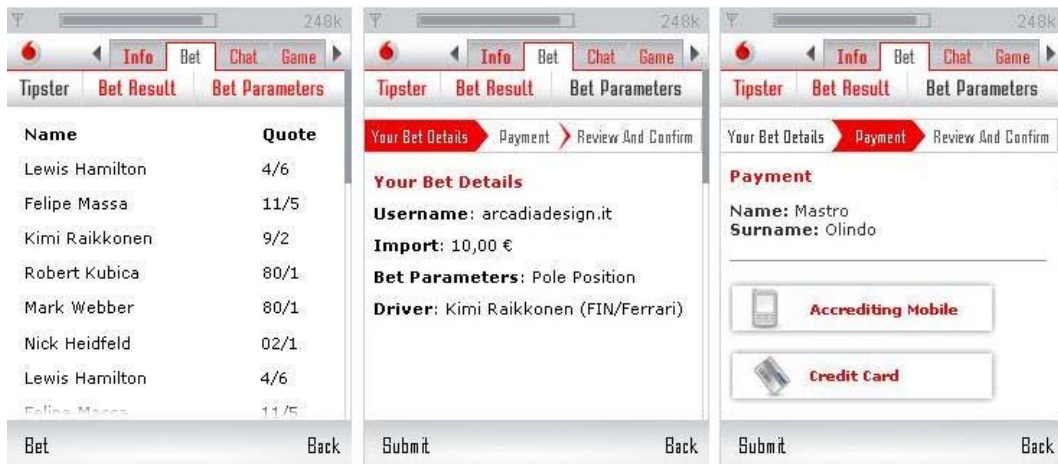 248k
Info Bet Chat Game
Tipster Bet Result Bet Parameters
Name Quote
Lewis Hamilton 4/6
Felipe Massa 11/5
Kimi Raikkonen 9/2
Robert Kubica 80/1
Mark Webber 80/1
Nick Heidfeld 02/1
Lewis Hamilton 4/6
Felipe Massa 11/5
Bet Back
248k
Info Bet Chat Game
Tipster Bet Result Bet Parameters
Your Bet Details Payment Review And Confirm
Your Bet Details
Username: arcadiadesign.it
Import: 10,00 €
Bet Parameters: Pole Position
Driver: Kimi Raikkonen (FIN/Ferrari)
Submit Back
248k
Info Bet Chat Game
Tipster Bet Result Bet Parameters
Your Bet Details Payment Review And Confirm
Payment
Name: Mastro
Surname: Olindo
Accrediting Mobile
Credit Card
Submit Back